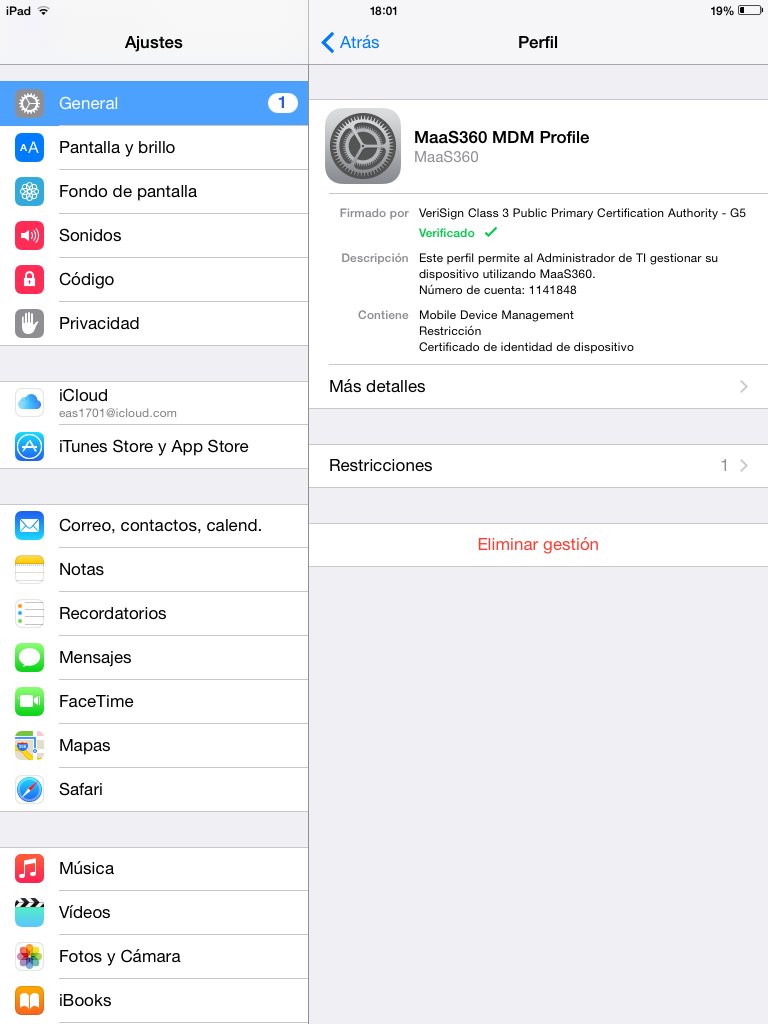 iPad
18:01
19%
Ajustes
General
1
Pantalla y brillo
Fondo de pantalla
Sonidos
Código
Privacidad
iCloud
eas1701@icloud.com
iTunes Store y App Store
Correo, contactos, calend.
Notas
Recordatorios
Mensajes
FaceTime
Mapas
Safari
Música
Vídeos
Fotos y Cámara
iBooks
Atrás
Perfil
MaaS360 MDM Profile
MaaS360
Firmado por VeriSign Class 3 Public Primary Certification Authority - G5
Verificado
Descripción Este perfil permite al Administrador de TI gestionar su
dispositivo utilizando MaaS360.
Número de cuenta: 1141848
Contiene Mobile Device Management
Restricción
Certificado de identidad de dispositivo
Más detalles
Restricciones 1
Eliminar gestión